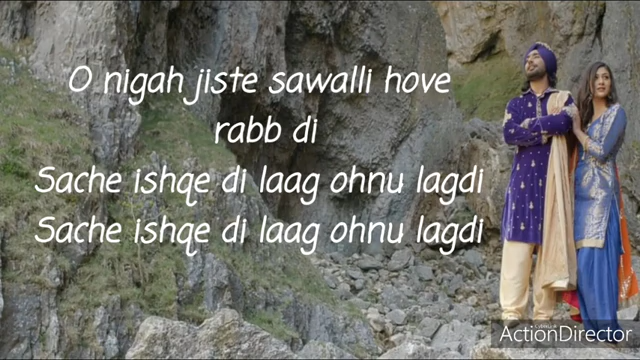 O nigah jiste sawalli hove
rabb di
Sache ishqe di laag ohnu lagdi
Sache ishqe di laag ohnu lagdi
ActionDirector